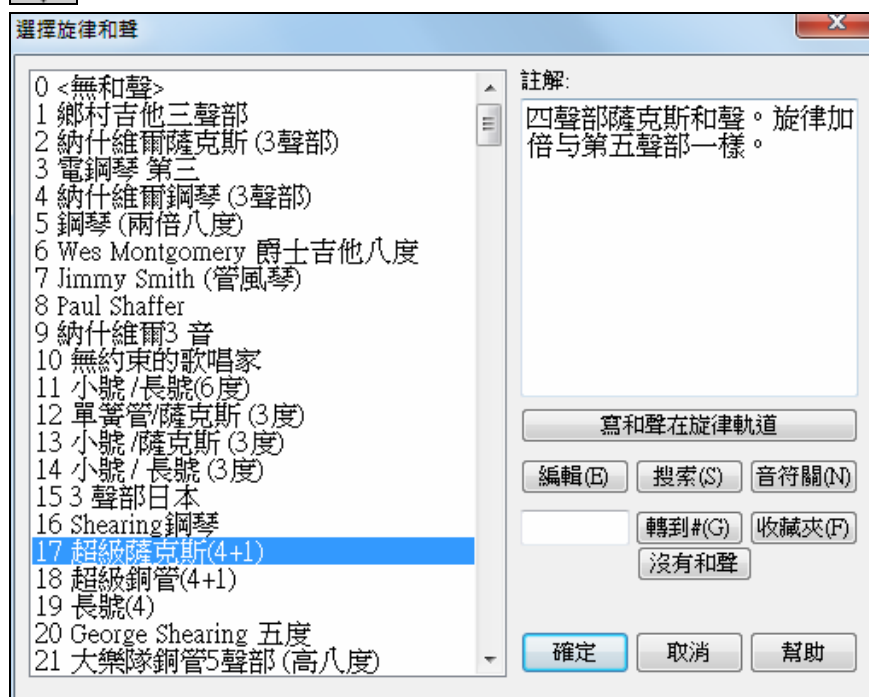 選擇旋律和聲
0 <無和聲>
1 鄉村吉他三聲部
2 納什維爾薩克斯 (3聲部)
3 電鋼琴 第三
4 納什維爾鋼琴 (3聲部)
5 鋼琴 (兩倍八度)
6 Wes Montgomery 爵士吉他八度
7 Jimmy Smith (管風琴)
8 Paul Shaffer
9 納什維爾3 音
10 無約束的歌唱家
11 小號 /長號(6度)
12 單簧管/薩克斯 (3度)
13 小號 /薩克斯 (3度)
14 小號 / 長號 (3度)
15 3 聲部日本
16 Shearing鋼琴
17 超級薩克斯(4+1)
18 超級銅管(4+1)
19 長號(4)
20 George Shearing 五度
21 大樂隊銅管5聲部 (高八度)
註解:
四聲部薩克斯和聲。旋律加
倍与第五聲部一樣。
寫和聲在旋律軌道
編輯(E) 搜索(S) 音符關(N)
轉到#(G) 收藏夾(F)
沒有和聲
確定 取消 幫助